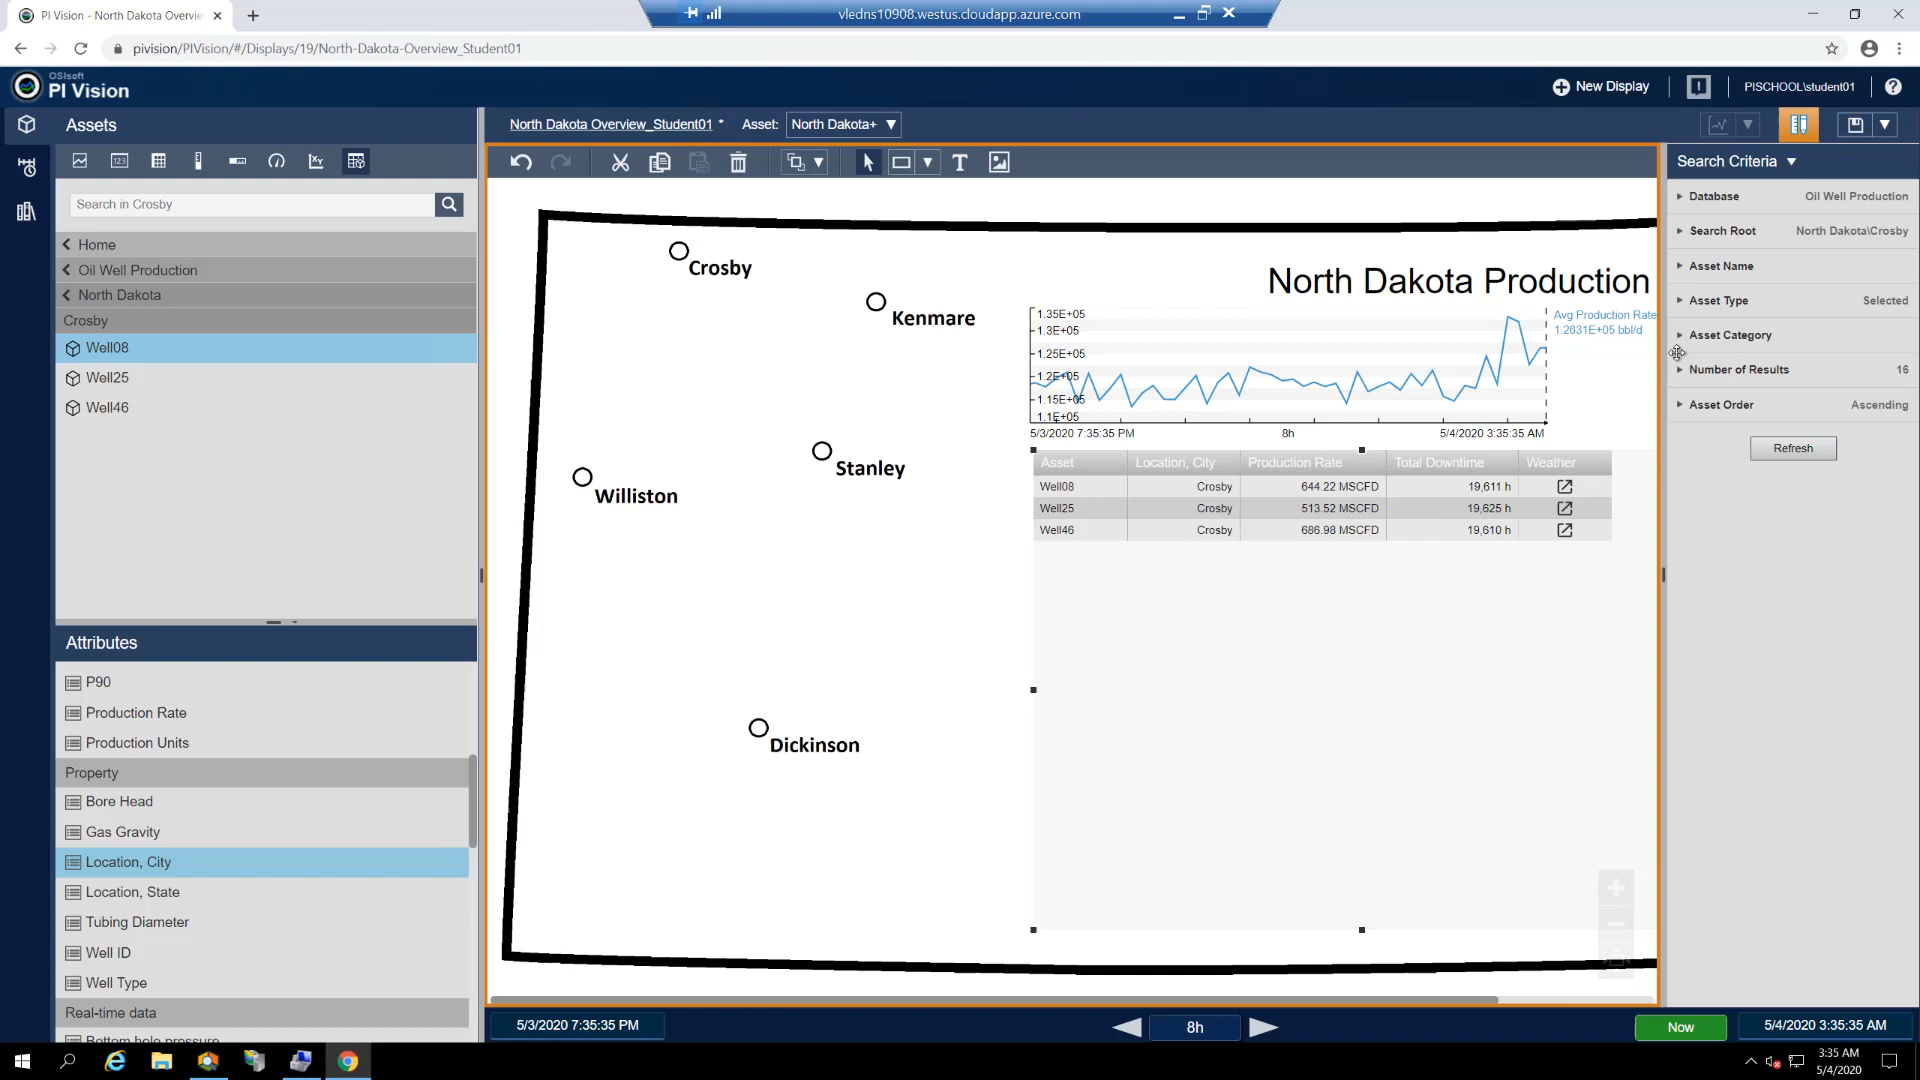 PI Vision - North Dakota Overvie
vledns10908.westus.cloudapp.azure.com
pivision/PIVision/#/Displays/19/North-Dakota-Overview_Student01
OSIsoft
PI Vision
New Display
PISCHOOL\student01
Assets
North Dakota Overview_Student01 *
Asset:
North Dakota+
Search Criteria
123
XY
T
Search in Crosby
Home
Oil Well Production
North Dakota
Crosby
Well08
Well25
Well46
Attributes
P90
Production Rate
Production Units
Property
Bore Head
Gas Gravity
Location, City
Location, State
Tubing Diameter
Well ID
Well Type
Real-time data
Bottom hole pressure
Crosby
Kenmare
Stanley
Williston
Dickinson
North Dakota Production
1.35E+05
1.3E+05
1.25E+05
1.2E+05
1.15E+05
1.1E+05
Avg Production Rate
1.2631E+05 bbl/d
5/3/2020 7:35:35 PM
8h
5/4/2020 3:35:35 AM
Asset Location, City Production Rate Total Downtime Weather
Well08 Crosby 644.22 MSCFD 19,611 h
Well25 Crosby 513.52 MSCFD 19,625 h
Well46 Crosby 686.98 MSCFD 19,610 h
Database Oil Well Production
Search Root North Dakota\Crosby
Asset Name
Asset Type Selected
Asset Category
Number of Results 16
Asset Order Ascending
Refresh
5/3/2020 7:35:35 PM
8h
Now
5/4/2020 3:35:35 AM
3:35 AM
5/4/2020